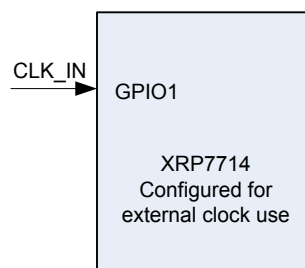 CLK_IN
GPIO1
XRP7714
Configured for
external clock use